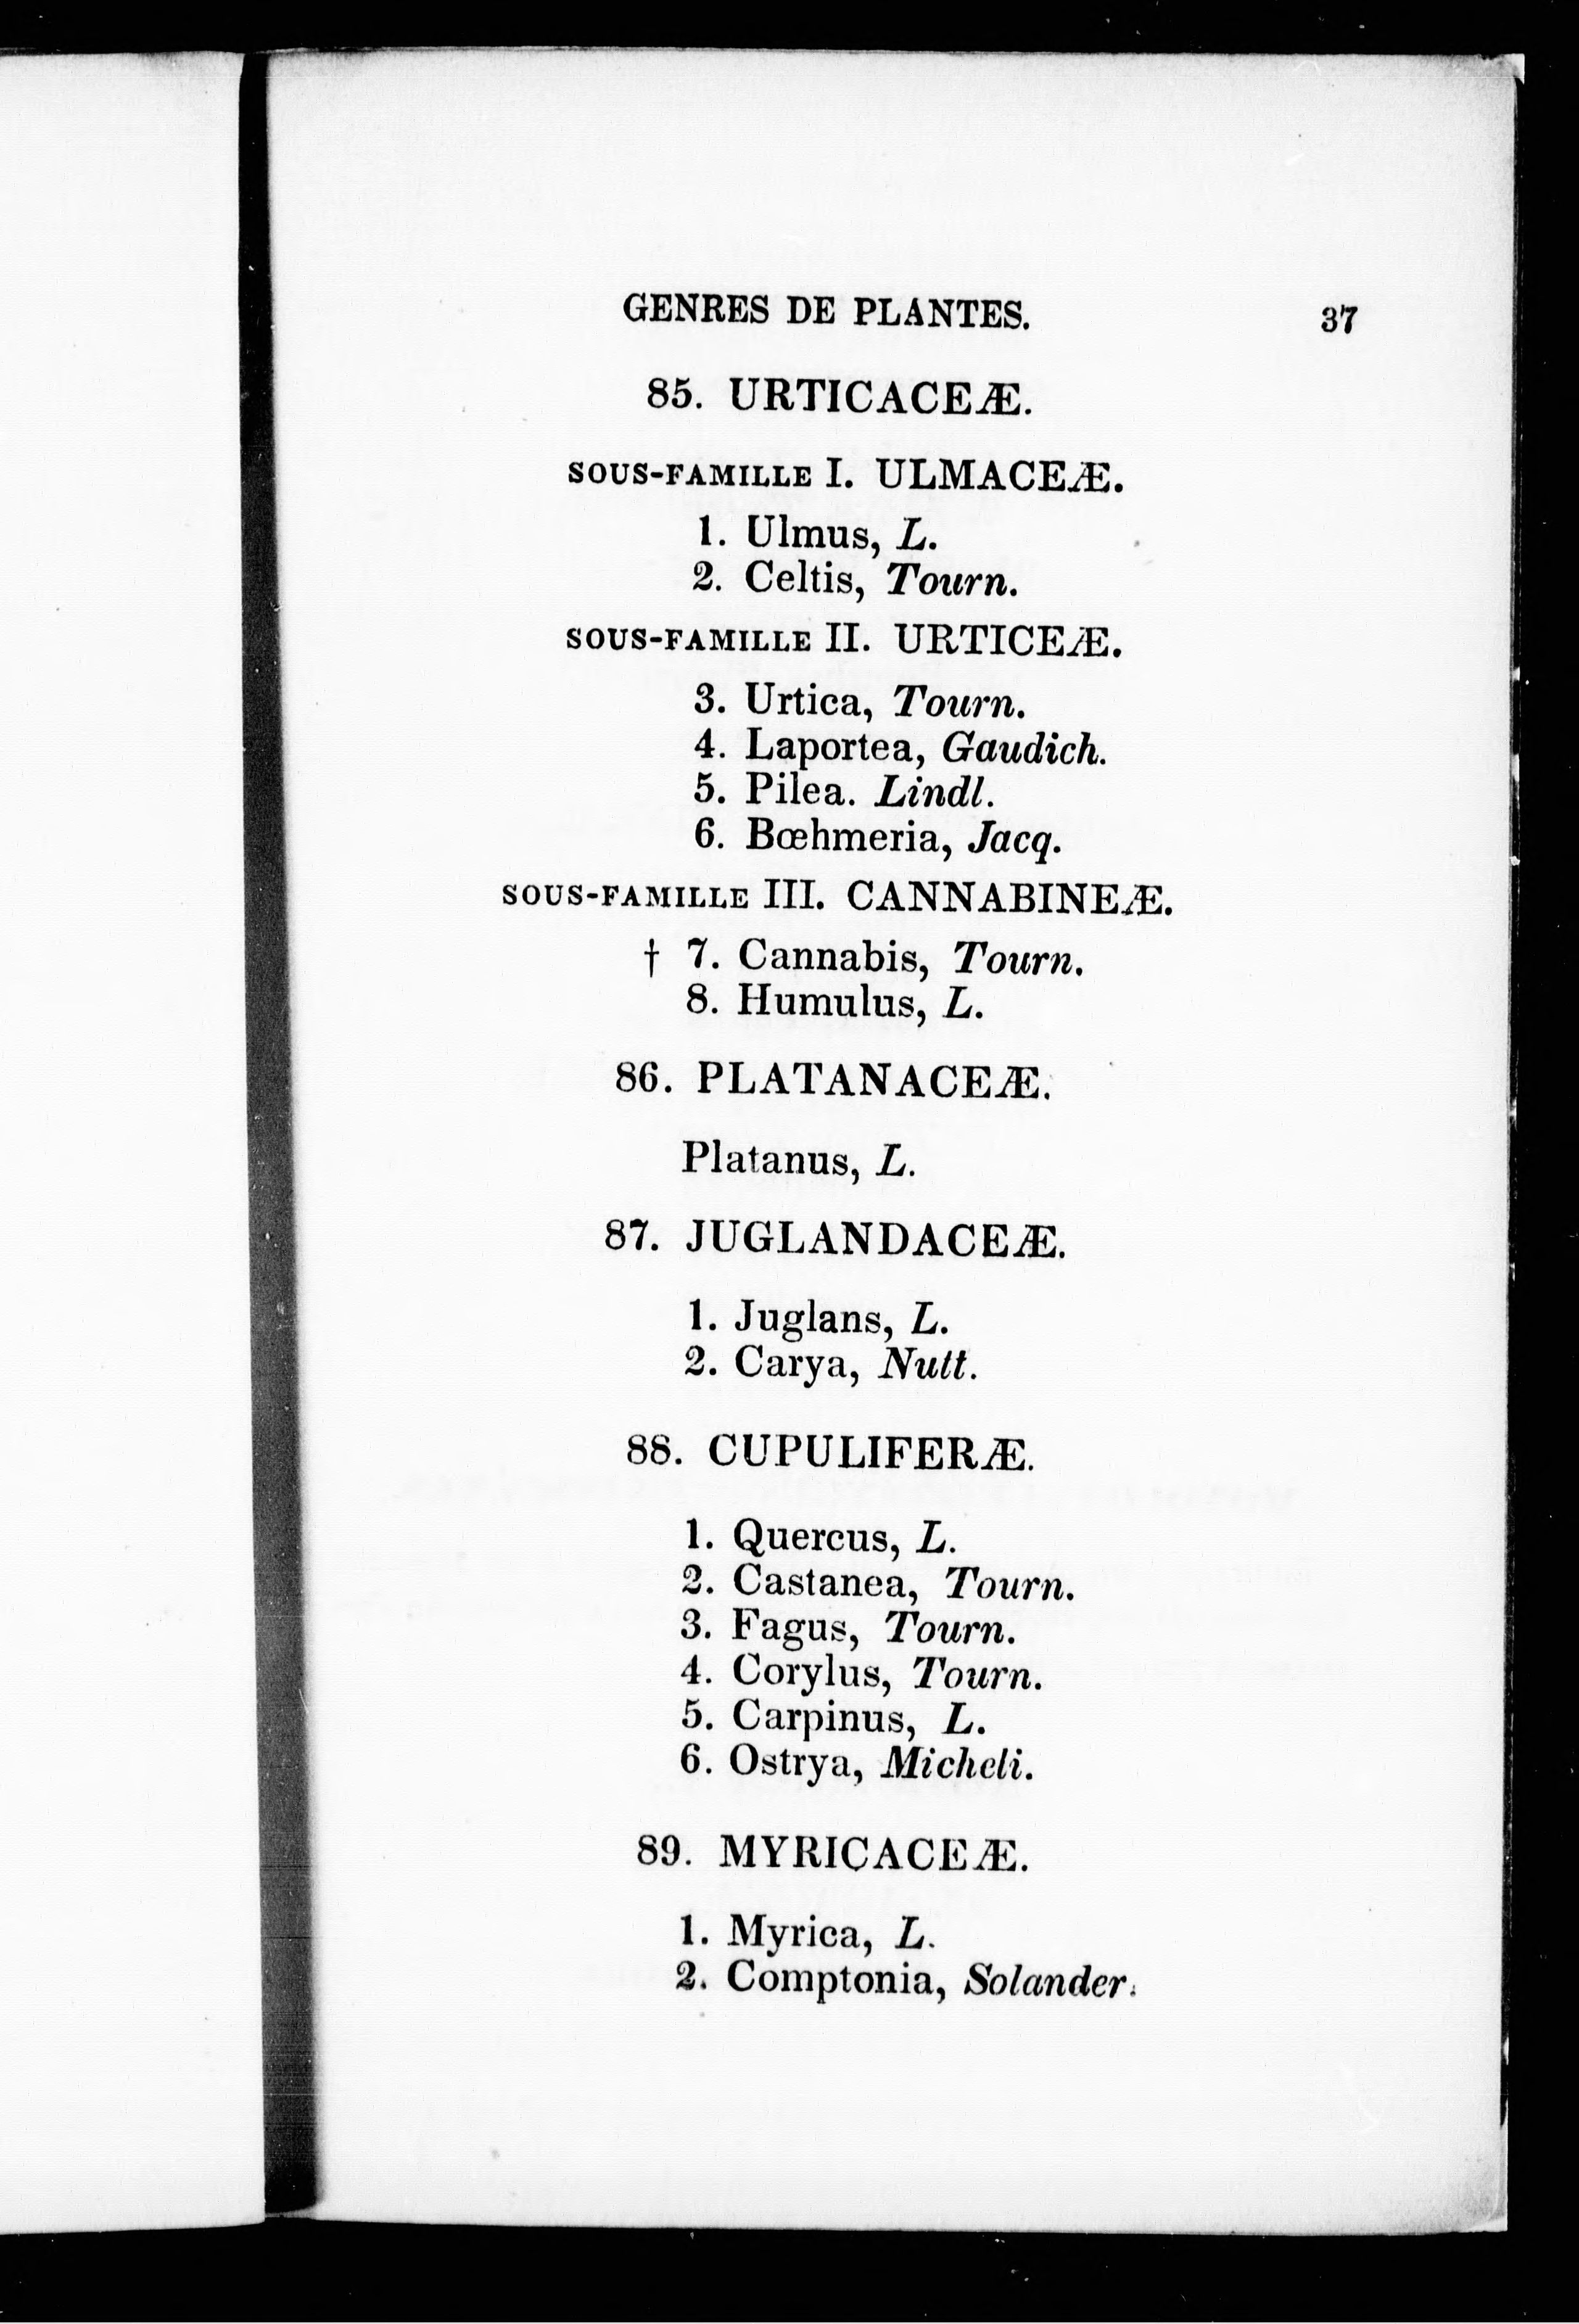 GENRES DE PLANTES. 37
85. URTICACEÆ.
SOUS-FAMILLE I. ULMACEÆ.
1. Ulmus, L.
2. Celtis, Tourn.
SOUS-FAMILLE II. URTICEÆ.
3. Urtica, Tourn.
4. Laportea, Gaudich.
5. Pilea. Lindl.
6. Bœhmeria, Jacq.
SOUS-FAMILLE III. CANNABINEÆ.
† 7. Cannabis, Tourn.
8. Humulus, L.
86. PLATANACEÆ.
Platanus, L.
87. JUGLANDACEÆ.
1. Juglans, L.
2. Carya, Nutt.
88. CUPULIFERÆ.
1. Quercus, L.
2. Castanea, Tourn.
3. Fagus, Tourn.
4. Corylus, Tourn.
5. Carpinus, L.
6. Ostrya, Micheli.
89. MYRICACEÆ.
1. Myrica, L.
2. Comptonia, Solander.